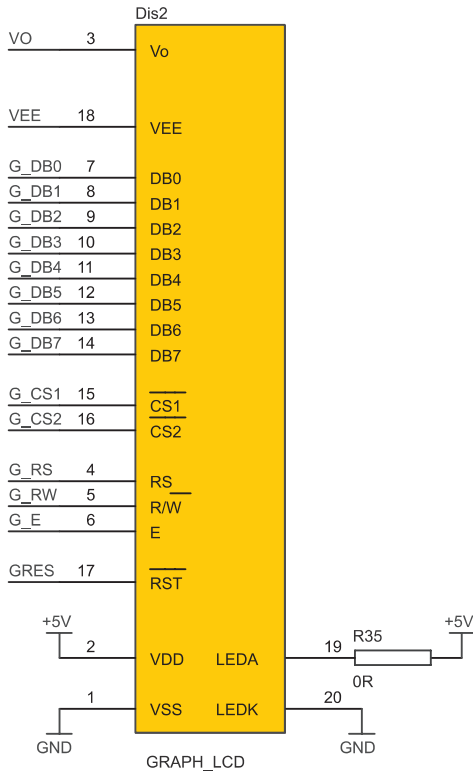 Dis2
VO 3 Vo
VEE 18 VEE
G_DB0 7 DB0
G_DB1 8 DB1
G_DB2 9 DB2
G_DB3 10 DB3
G_DB4 11 DB4
G_DB5 12 DB5
G_DB6 13 DB6
G_DB7 14 DB7
G_CS1 15 CS1
G_CS2 16 CS2
G_RS 4 RS
G_RW 5 R/W
G_E 6 E
GRES 17 RST
+5V R35 +5V
2 VDD LEDA 19
0R
1 VSS LEDK 20
GND GND
GRAPH_LCD